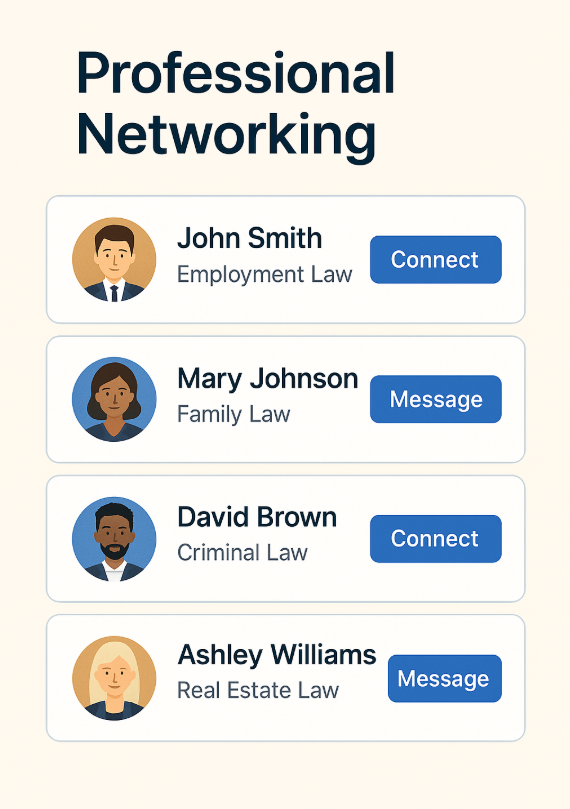 Professional
Networking
John Smith
Employment Law
Connect
Mary Johnson
Family Law
Message
David Brown
Criminal Law
Connect
Ashley Williams
Real Estate Law
Message